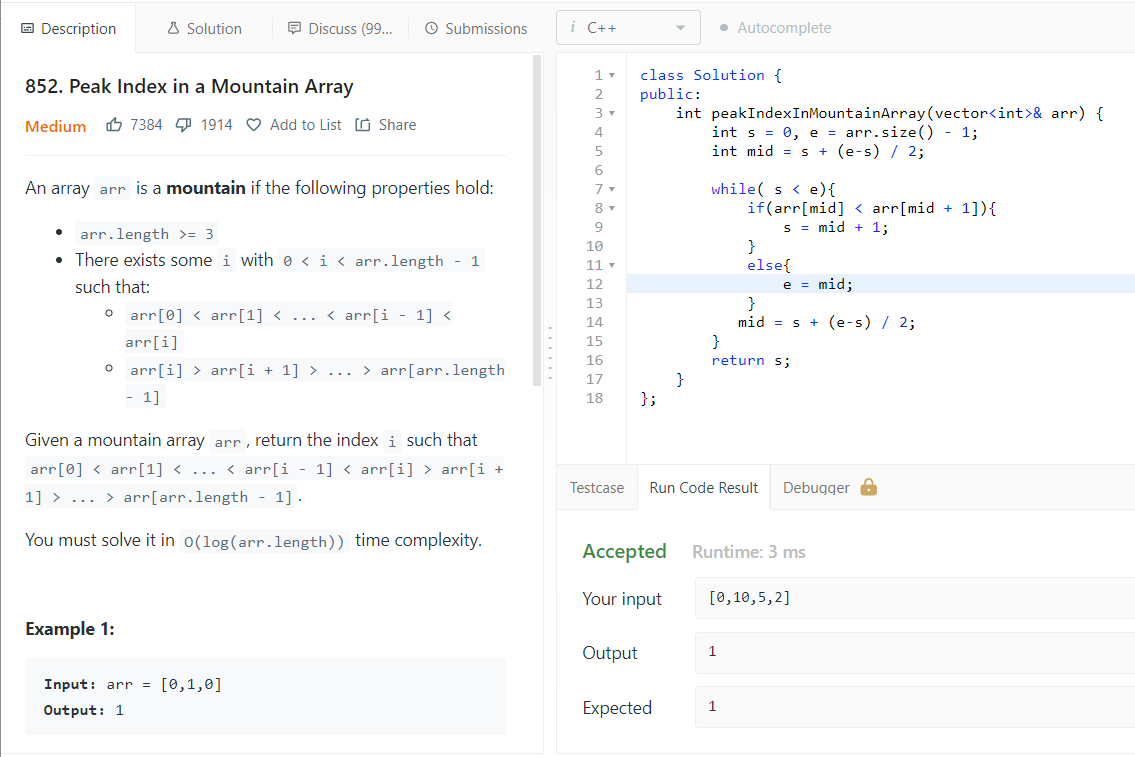 Description
Solution
Discuss (99...
Submissions
i C++
Autocomplete
852. Peak Index in a Mountain Array
Medium 7384 1914 Add to List Share
An array arr is a mountain if the following properties hold:
• arr.length >= 3
• There exists some i with 0 < i < arr.length - 1
such that:
arr[0] < arr[1] < ... < arr[i - 1] <
arr[i]
arr[i] > arr[i + 1] > ... > arr[arr.length
- 1]
Given a mountain array arr, return the index i such that
arr[0] < arr[1] < ... < arr[i - 1] < arr[i] > arr[i +
1] > ... > arr[arr.length - 1].
You must solve it in O(log(arr.length)) time complexity.
Example 1:
Input: arr = [0,1,0]
Output: 1
1 class Solution {
2 public:
3     int peakIndexInMountainArray(vector<int>& arr) {
4         int s = 0, e = arr.size() - 1;
5         int mid = s + (e-s) / 2;
6
7         while( s < e){
8             if(arr[mid] < arr[mid + 1]){
9                 s = mid + 1;
10             }
11             else{
12                 e = mid;
13             }
14            mid = s + (e-s) / 2;
15         }
16         return s;
17     }
18 };
Testcase
Run Code Result
Debugger
Accepted Runtime: 3 ms
Your input [0,10,5,2]
Output 1
Expected 1